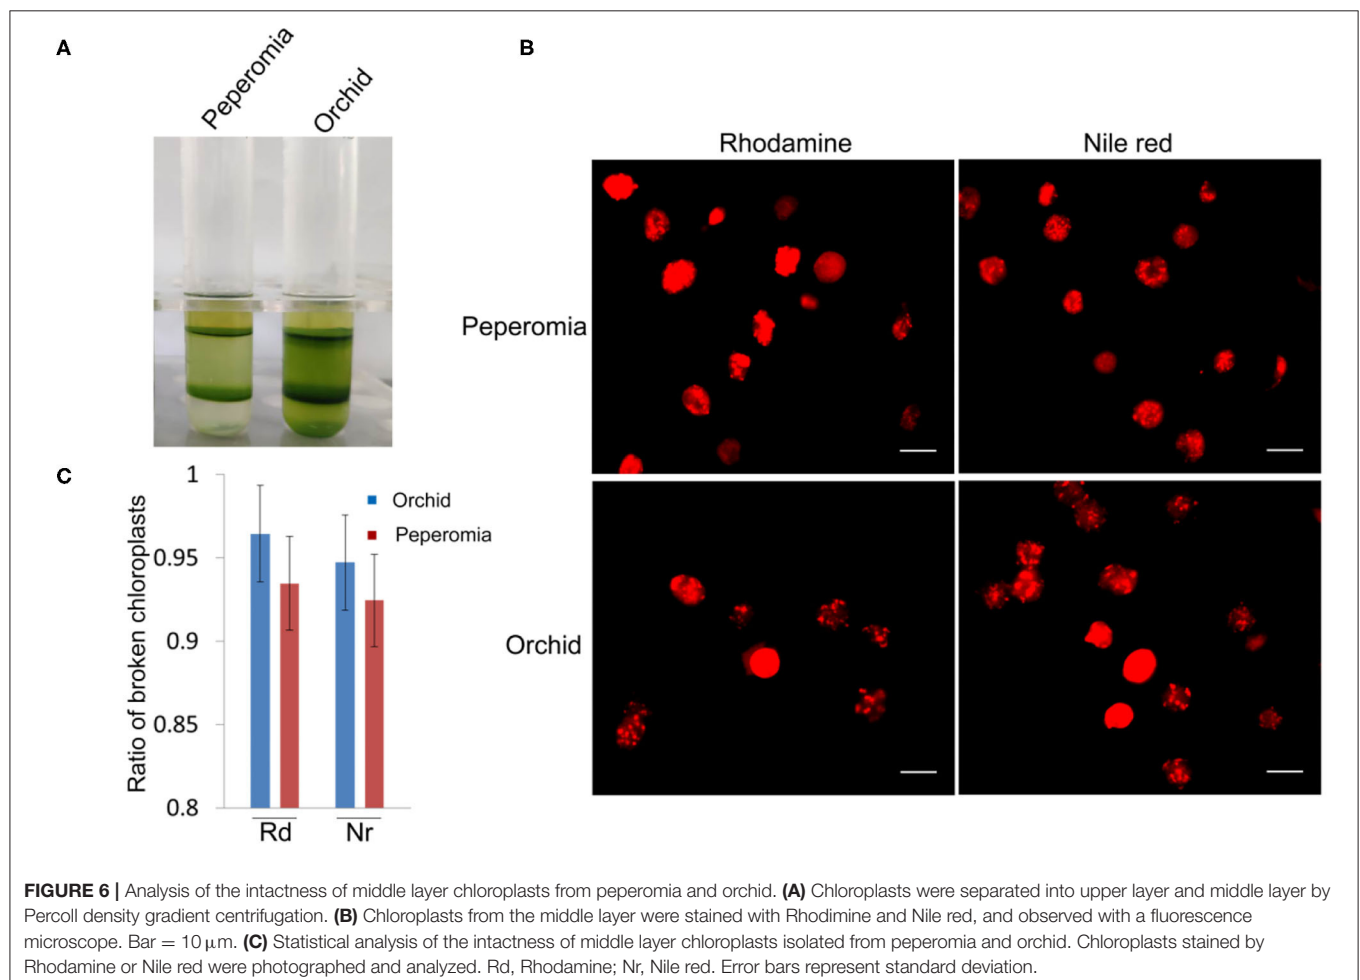 A
Peperomia
Orchid
B
Rhodamine
Nile red
Peperomia
Orchid
C
Ratio of broken chloroplasts
1
0.95
0.9
0.85
0.8
Orchid
Peperomia
Rd
Nr
FIGURE 6 | Analysis of the intactness of middle layer chloroplasts from peperomia and orchid. (A) Chloroplasts were separated into upper layer and middle layer by
Percoll density gradient centrifugation. (B) Chloroplasts from the middle layer were stained with Rhodimine and Nile red, and observed with a fluorescence
microscope. Bar = 10 μm. (C) Statistical analysis of the intactness of middle layer chloroplasts isolated from peperomia and orchid. Chloroplasts stained by
Rhodamine or Nile red were photographed and analyzed. Rd, Rhodamine; Nr, Nile red. Error bars represent standard deviation.